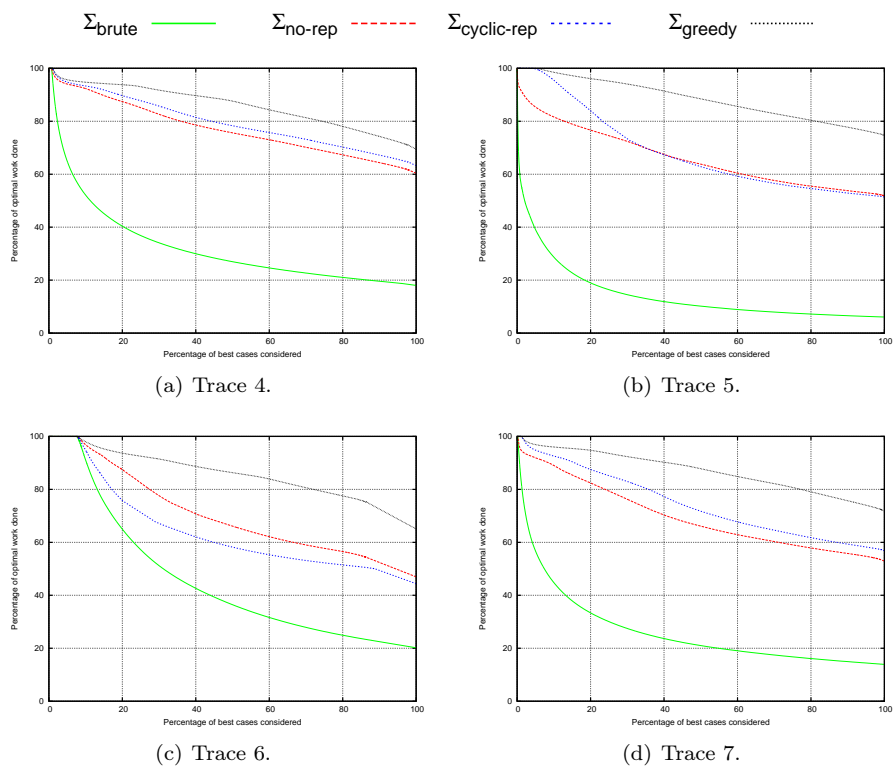 Σbrute Σno-rep Σcyclic-rep Σgreedy
100
80
60
40
20
0
Percentage of optimal work done
0 20 40 60 80 100
Percentage of best cases considered
(a) Trace 4.
100
80
60
40
20
0
Percentage of optimal work done
0 20 40 60 80 100
Percentage of best cases considered
(b) Trace 5.
100
80
60
40
20
0
Percentage of optimal work done
0 20 40 60 80 100
Percentage of best cases considered
(c) Trace 6.
100
80
60
40
20
0
Percentage of optimal work done
0 20 40 60 80 100
Percentage of best cases considered
(d) Trace 7.